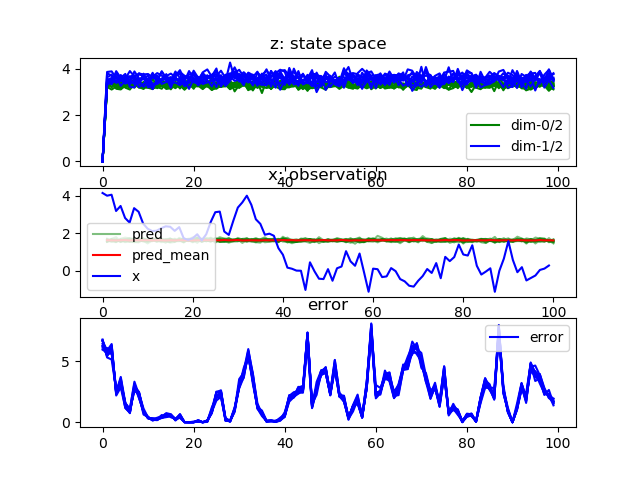 z: state space
4
2
0
dim-0/2
dim-1/2
0 20 40 60 80 100
x: observation
4
2
0
pred
pred_mean
x
0 20 40 60 80 100
error
5
0
error
0 20 40 60 80 100